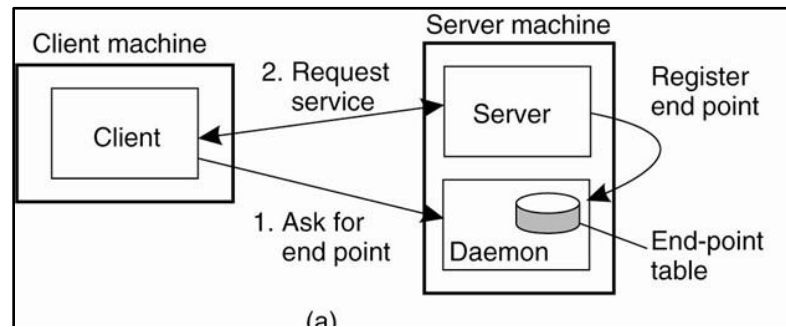 Client machine
Server machine
2. Request
service
Register
end point
Client
Server
1. Ask for
end point
Daemon
End-point
table
(a)